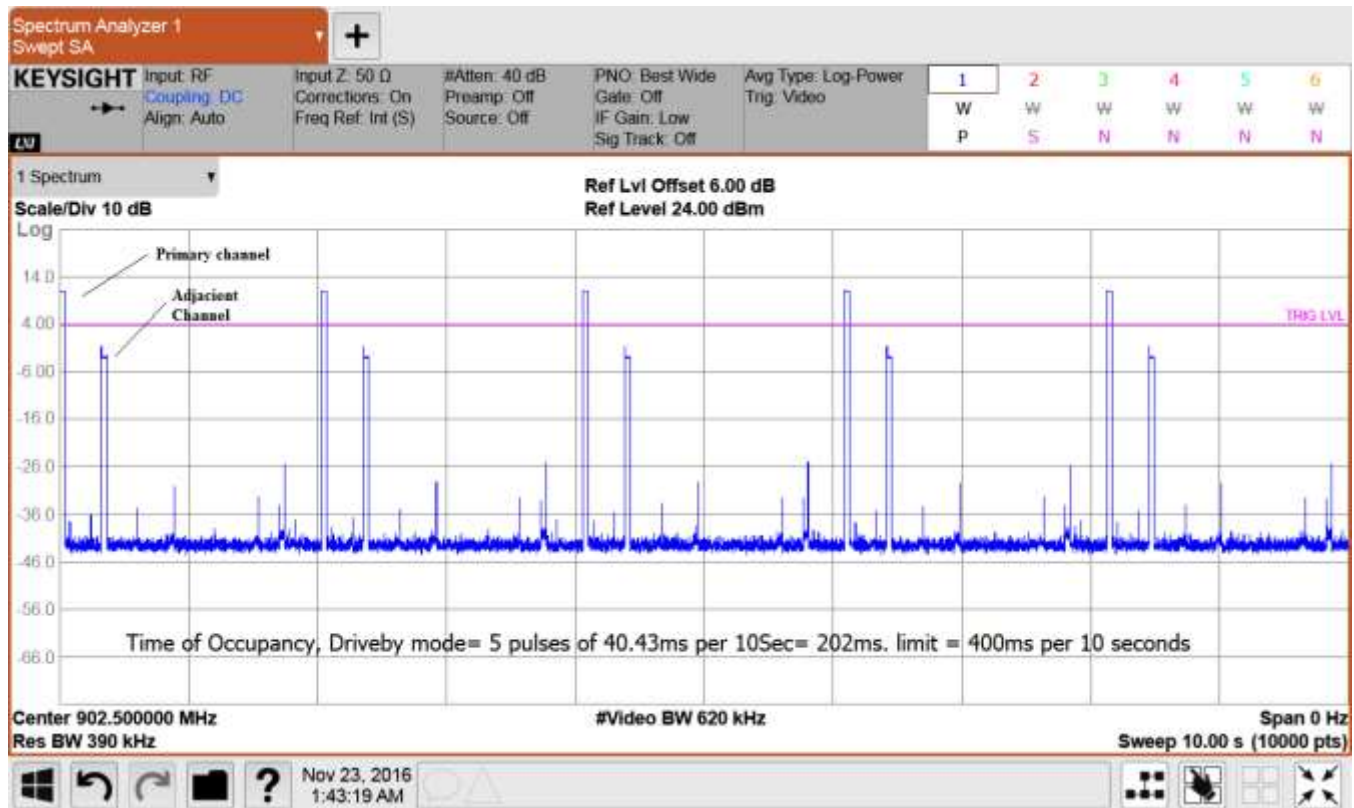 Spectrum Analyzer 1
Swept SA
KEYSIGHT
Input: RF
Coupling: DC
Align: Auto
Input Z: 50 Ω
Corrections: On
Freq Ref: Int (S)
#Atten: 40 dB
Preamp: Off
Source: Off
PNO: Best Wide
Gate: Off
IF Gain: Low
Sig Track: Off
Avg Type: Log-Power
Trig: Video
1 2 3 4 5 6
W W W W W W
P S N N N N
LXI
1 Spectrum
Scale/Div 10 dB
Ref Lvl Offset 6.00 dB
Ref Level 24.00 dBm
Log
Primary channel
14.0
Adjacient
Channel
4.00
TRIG LVL
-6.00
-16.0
-26.0
-36.0
-46.0
-56.0
Time of Occupancy, Driveby mode= 5 pulses of 40.43ms per 10Sec= 202ms. limit = 400ms per 10 seconds
-66.0
Center 902.500000 MHz
#Video BW 620 kHz
Span 0 Hz
Res BW 390 kHz
Sweep 10.00 s (10000 pts)
?
Nov 23, 2016
1:43:19 AM